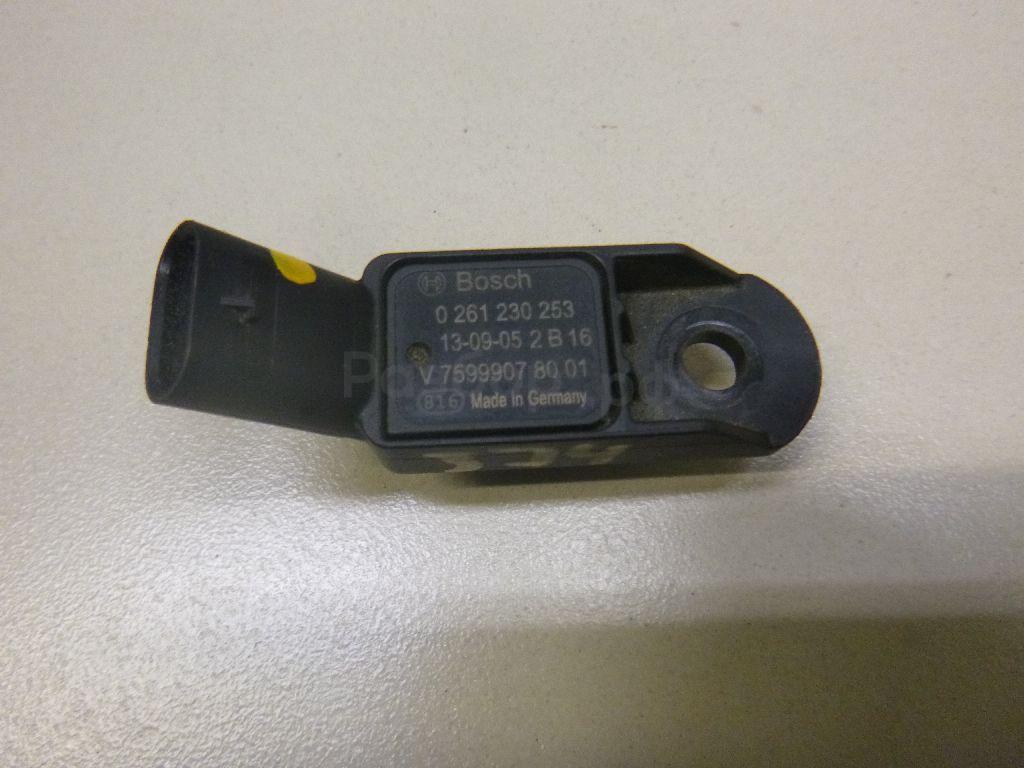 Bosch
0 261 230 253
13-09-05 2 B 16
V 7599907 80 01
816 Made in Germany